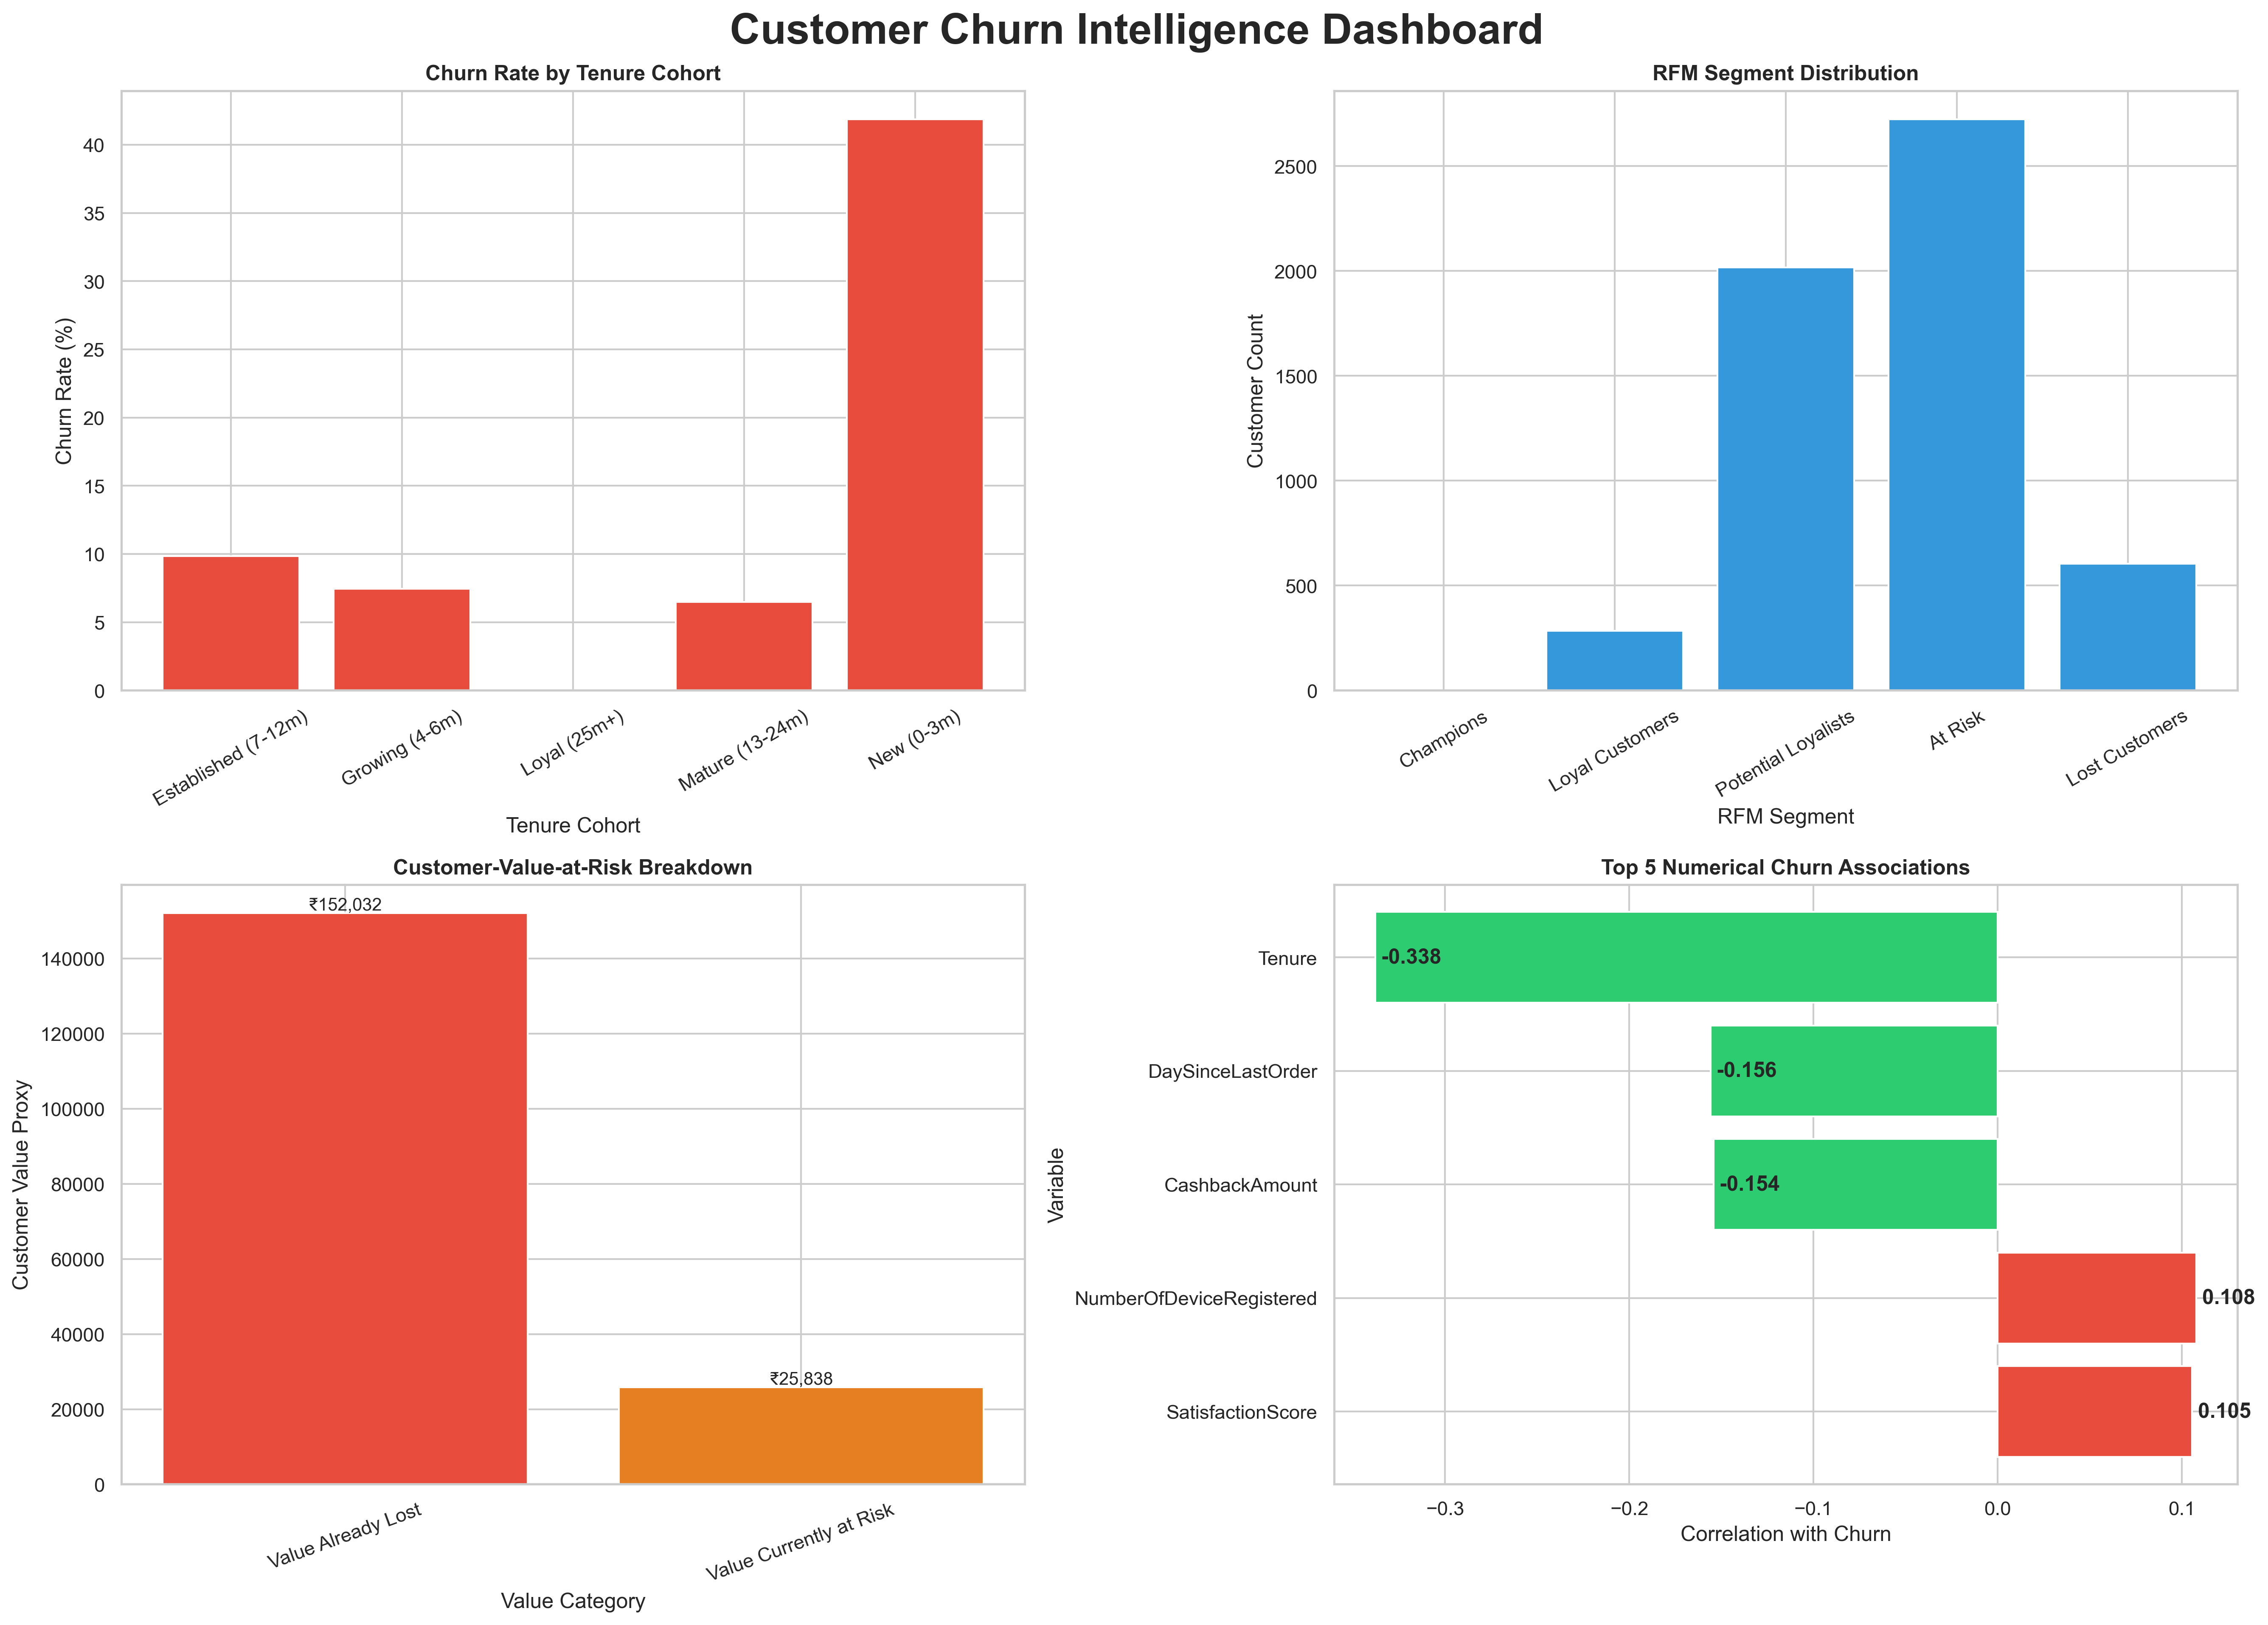 Customer Churn Intelligence Dashboard
Churn Rate by Tenure Cohort
Churn Rate (%)
40
35
30
25
20
15
10
5
0
Established (7-12m)
Growing (4-6m)
Loyal (25m+)
Mature (13-24m)
New (0-3m)
Tenure Cohort
RFM Segment Distribution
Customer Count
2500
2000
1500
1000
500
0
Champions
Loyal Customers
Potential Loyalists
At Risk
Lost Customers
RFM Segment
Customer-Value-at-Risk Breakdown
Customer Value Proxy
140000
120000
100000
80000
60000
40000
20000
0
₹152,032
₹25,838
Value Already Lost
Value Currently at Risk
Value Category
Top 5 Numerical Churn Associations
Variable
Tenure
-0.338
DaySinceLastOrder
-0.156
CashbackAmount
-0.154
NumberOfDeviceRegistered
0.108
SatisfactionScore
0.105
−0.3
−0.2
−0.1
0.0
0.1
Correlation with Churn